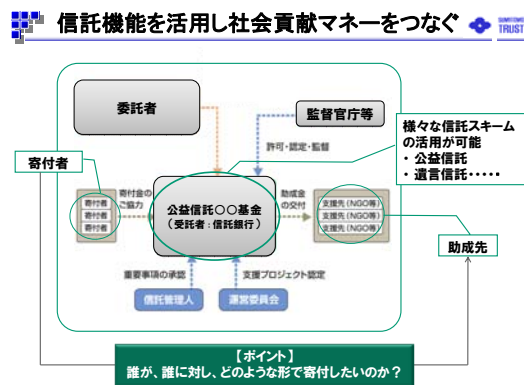 信託機能を活用し社会貢献マネーをつなぐ
SUMITOMO
TRUST
委託者
監督官庁等
様々な信託スキーム
の活用が可能
・ 公益信託
・ 遺言信託・・・・・
許可・認定・監督
寄付者
寄付者
寄付者
寄付者
寄付金の
ご協力
公益信託〇〇基金
（受託者：信託銀行）
助成金
の交付
支援先（NGO等）
支援先（NGO等）
支援先（NGO等）
助成先
重要事項の承認
支援プロジェクト認定
信託管理人
運営委員会
【ポイント】
誰が、誰に対し、どのような形で寄付したいのか？